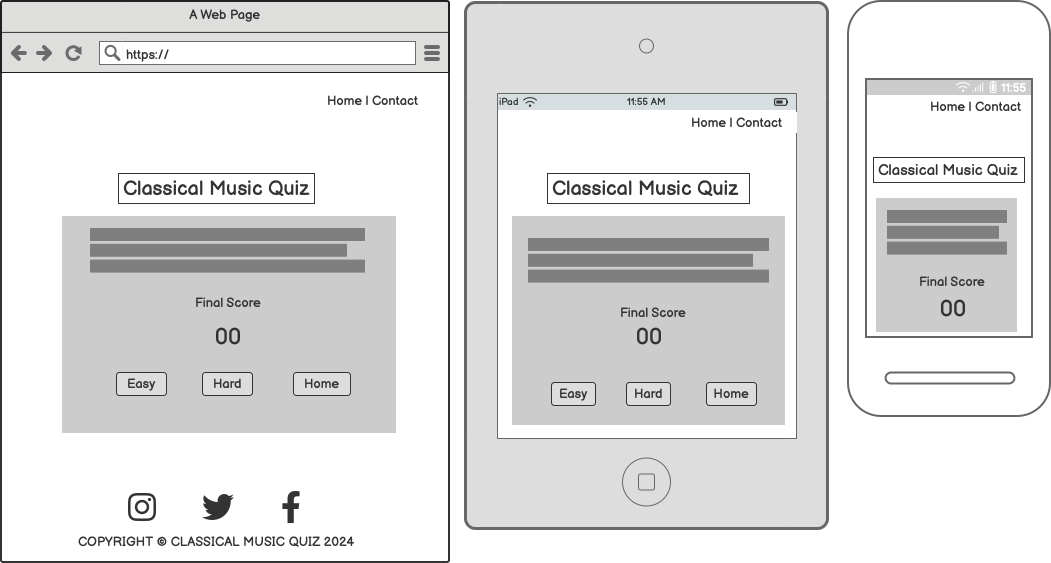 A Web Page
https://
Home | Contact
Classical Music Quiz
Final Score
00
Easy Hard Home
COPYRIGHT © CLASSICAL MUSIC QUIZ 2024
iPad 11:55 AM
Home | Contact
Classical Music Quiz
Final Score
00
Easy Hard Home
11:55
Home | Contact
Classical Music Quiz
Final Score
00